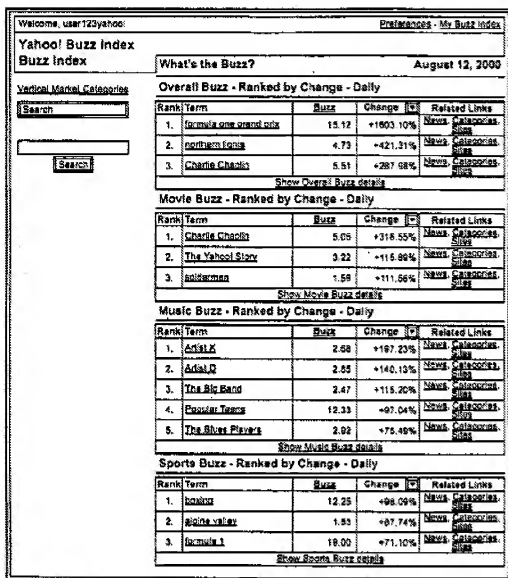 Welcome, user123yahoo! Preferences - My Buzz Index
Yahoo! Buzz Index
Buzz Index
What's the Buzz? August 12, 2000
Vertical Market Categories
Search
Search
Overall Buzz - Ranked by Change - Daily
Rank Term Buzz Change Related Links
1. formula one grand prix 15.12 +1603.10% News, Categories, Sites
2. northern lights 4.73 +421.31% News, Categories, Sites
3. Charlie Chaplin 5.51 +287.98% News, Categories, Sites
Show Overall Buzz details
Movie Buzz - Ranked by Change - Daily
Rank Term Buzz Change Related Links
1. Charlie Chaplin 5.05 +318.55% News, Categories, Sites
2. The Yahoo! Story 3.22 +115.89% News, Categories, Sites
3. spiderman 1.59 +111.56% News, Categories, Sites
Show Movie Buzz details
Music Buzz - Ranked by Change - Daily
Rank Term Buzz Change Related Links
1. Artist X 2.68 +197.23% News, Categories, Sites
2. Artist D 2.85 +140.13% News, Categories, Sites
3. The Big Band 2.47 +115.20% News, Categories, Sites
4. Popular Teens 12.33 +97.04% News, Categories, Sites
5. The Blues Players 2.92 +75.49% News, Categories, Sites
Show Music Buzz details
Sports Buzz - Ranked by Change - Daily
Rank Term Buzz Change Related Links
1. boxing 12.25 +98.09% News, Categories, Sites
2. alpine valley 1.53 +87.74% News, Categories, Sites
3. formula 1 19.00 +71.10% News, Categories, Sites
Show Sports Buzz details